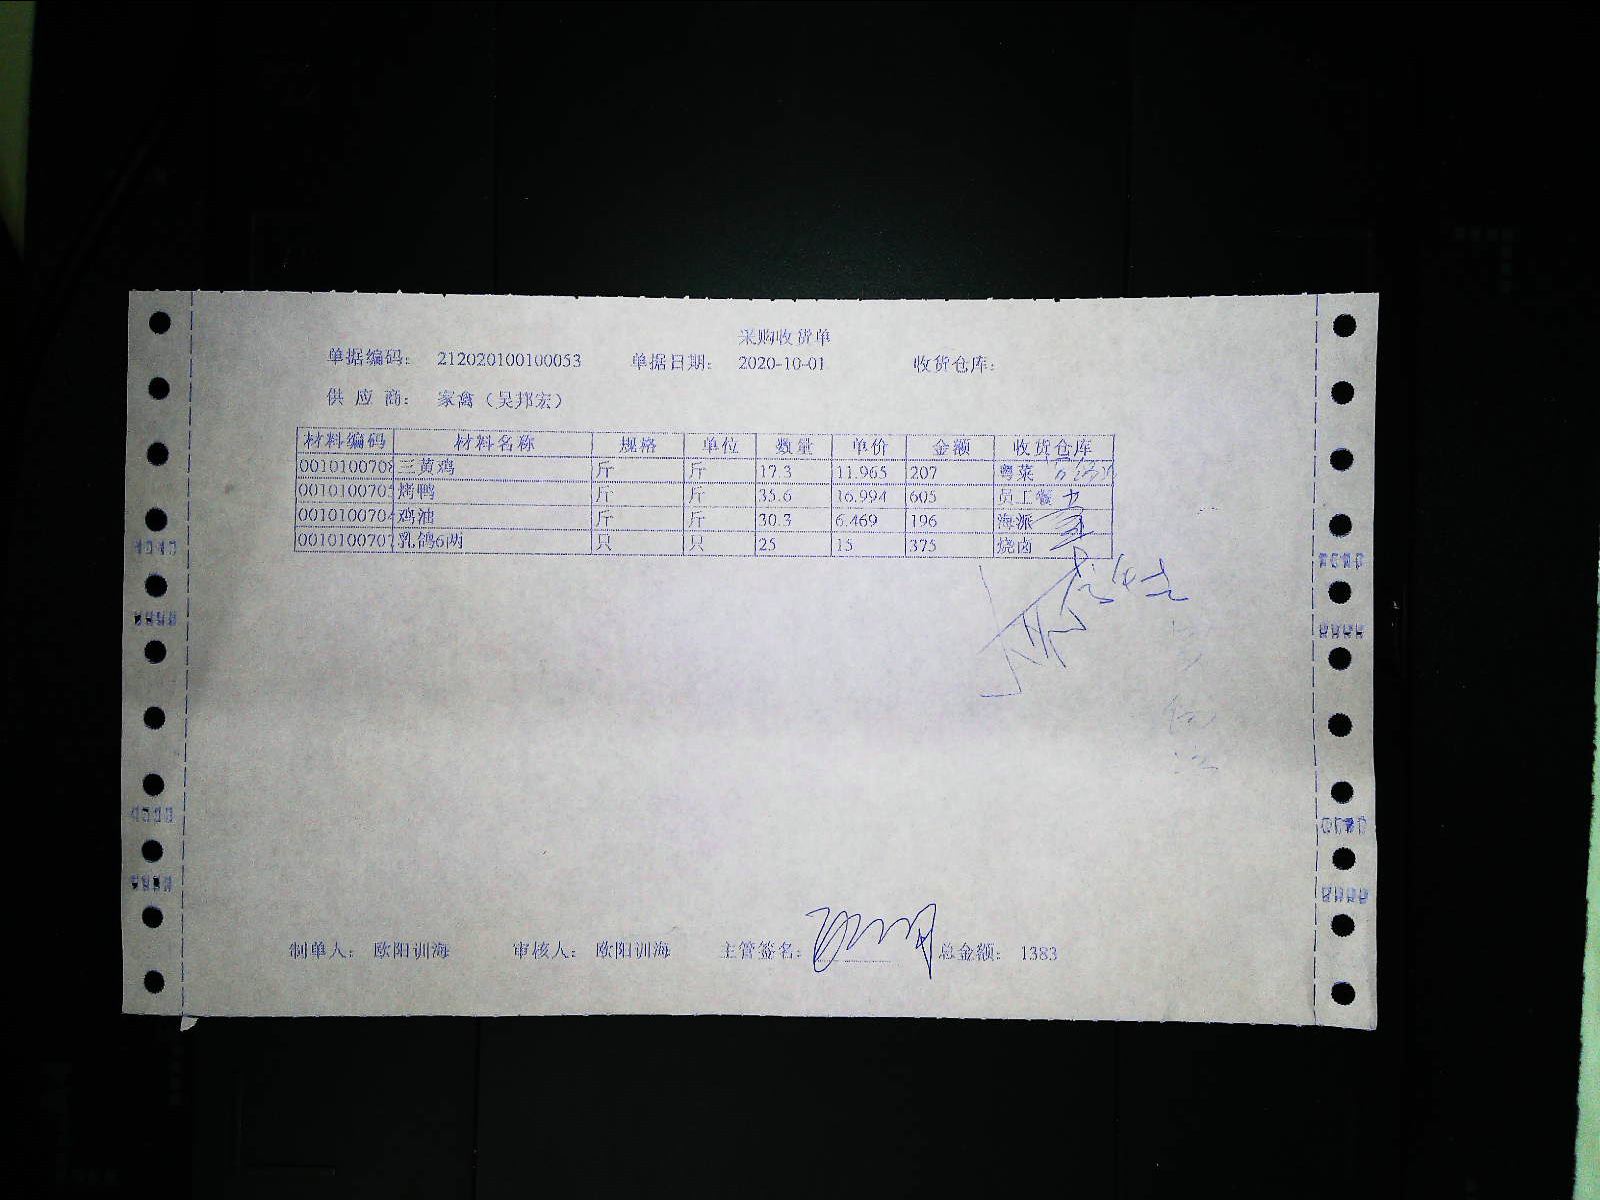 采购收货单
单据编码： 212020100100053 单据日期： 2020-10-01 收货仓库：
供 应 商： 家禽（吴邦宏）
材料编码 材料名称 规格 单位 数量 单价 金额 收货仓库
0010100708 三黄鸡 斤 斤 17.3 11.965 207 粤菜
001010070 烤鸭 斤 斤 35.6 16.994 605 员工餐
001010070 鸡油 斤 斤 30.3 6.469 196 海派
001010070 乳鸽6两 只 只 25 15 375 烧卤
制单人： 欧阳训海 审核人： 欧阳训海 主管签名： 总金额： 1383